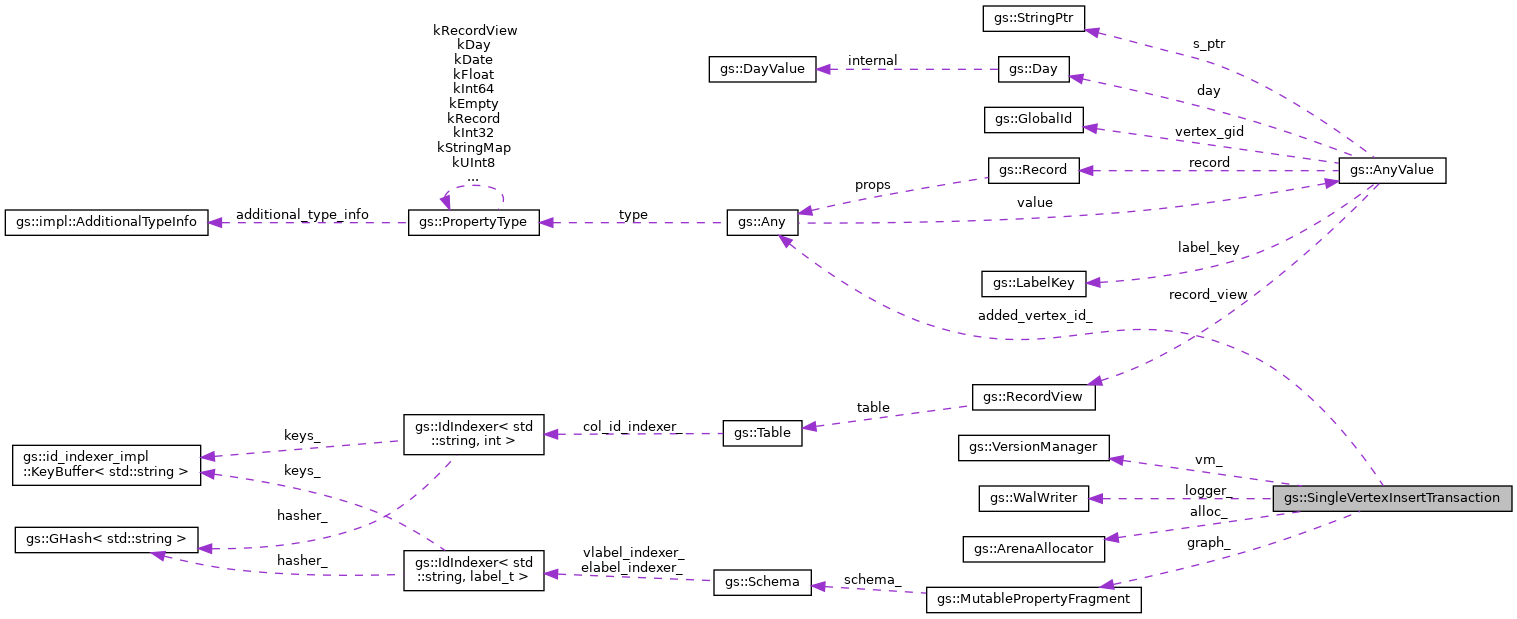 gs::StringPtr
kRecordView
kDay
kDate
kFloat
kInt64
kEmpty
kRecord
kInt32
kStringMap
kUInt8
...
s_ptr
gs::DayValue
internal
gs::Day
day
gs::GlobalId
vertex_gid
gs::Record
record
gs::AnyValue
props
value
gs::impl::AdditionalTypeInfo
additional_type_info
gs::PropertyType
type
gs::Any
label_key
gs::LabelKey
record_view
added_vertex_id_
gs::RecordView
table
gs::IdIndexer< std
::string, int >
col_id_indexer_
gs::Table
keys_
gs::id_indexer_impl
::KeyBuffer< std::string >
keys_
gs::VersionManager
vm_
logger_
gs::WalWriter
gs::SingleVertexInsertTransaction
alloc_
hasher_
gs::GHash< std::string >
graph_
gs::ArenaAllocator
hasher_
gs::IdIndexer< std
::string, label_t >
vlabel_indexer_
elabel_indexer_
gs::Schema
schema_
gs::MutablePropertyFragment